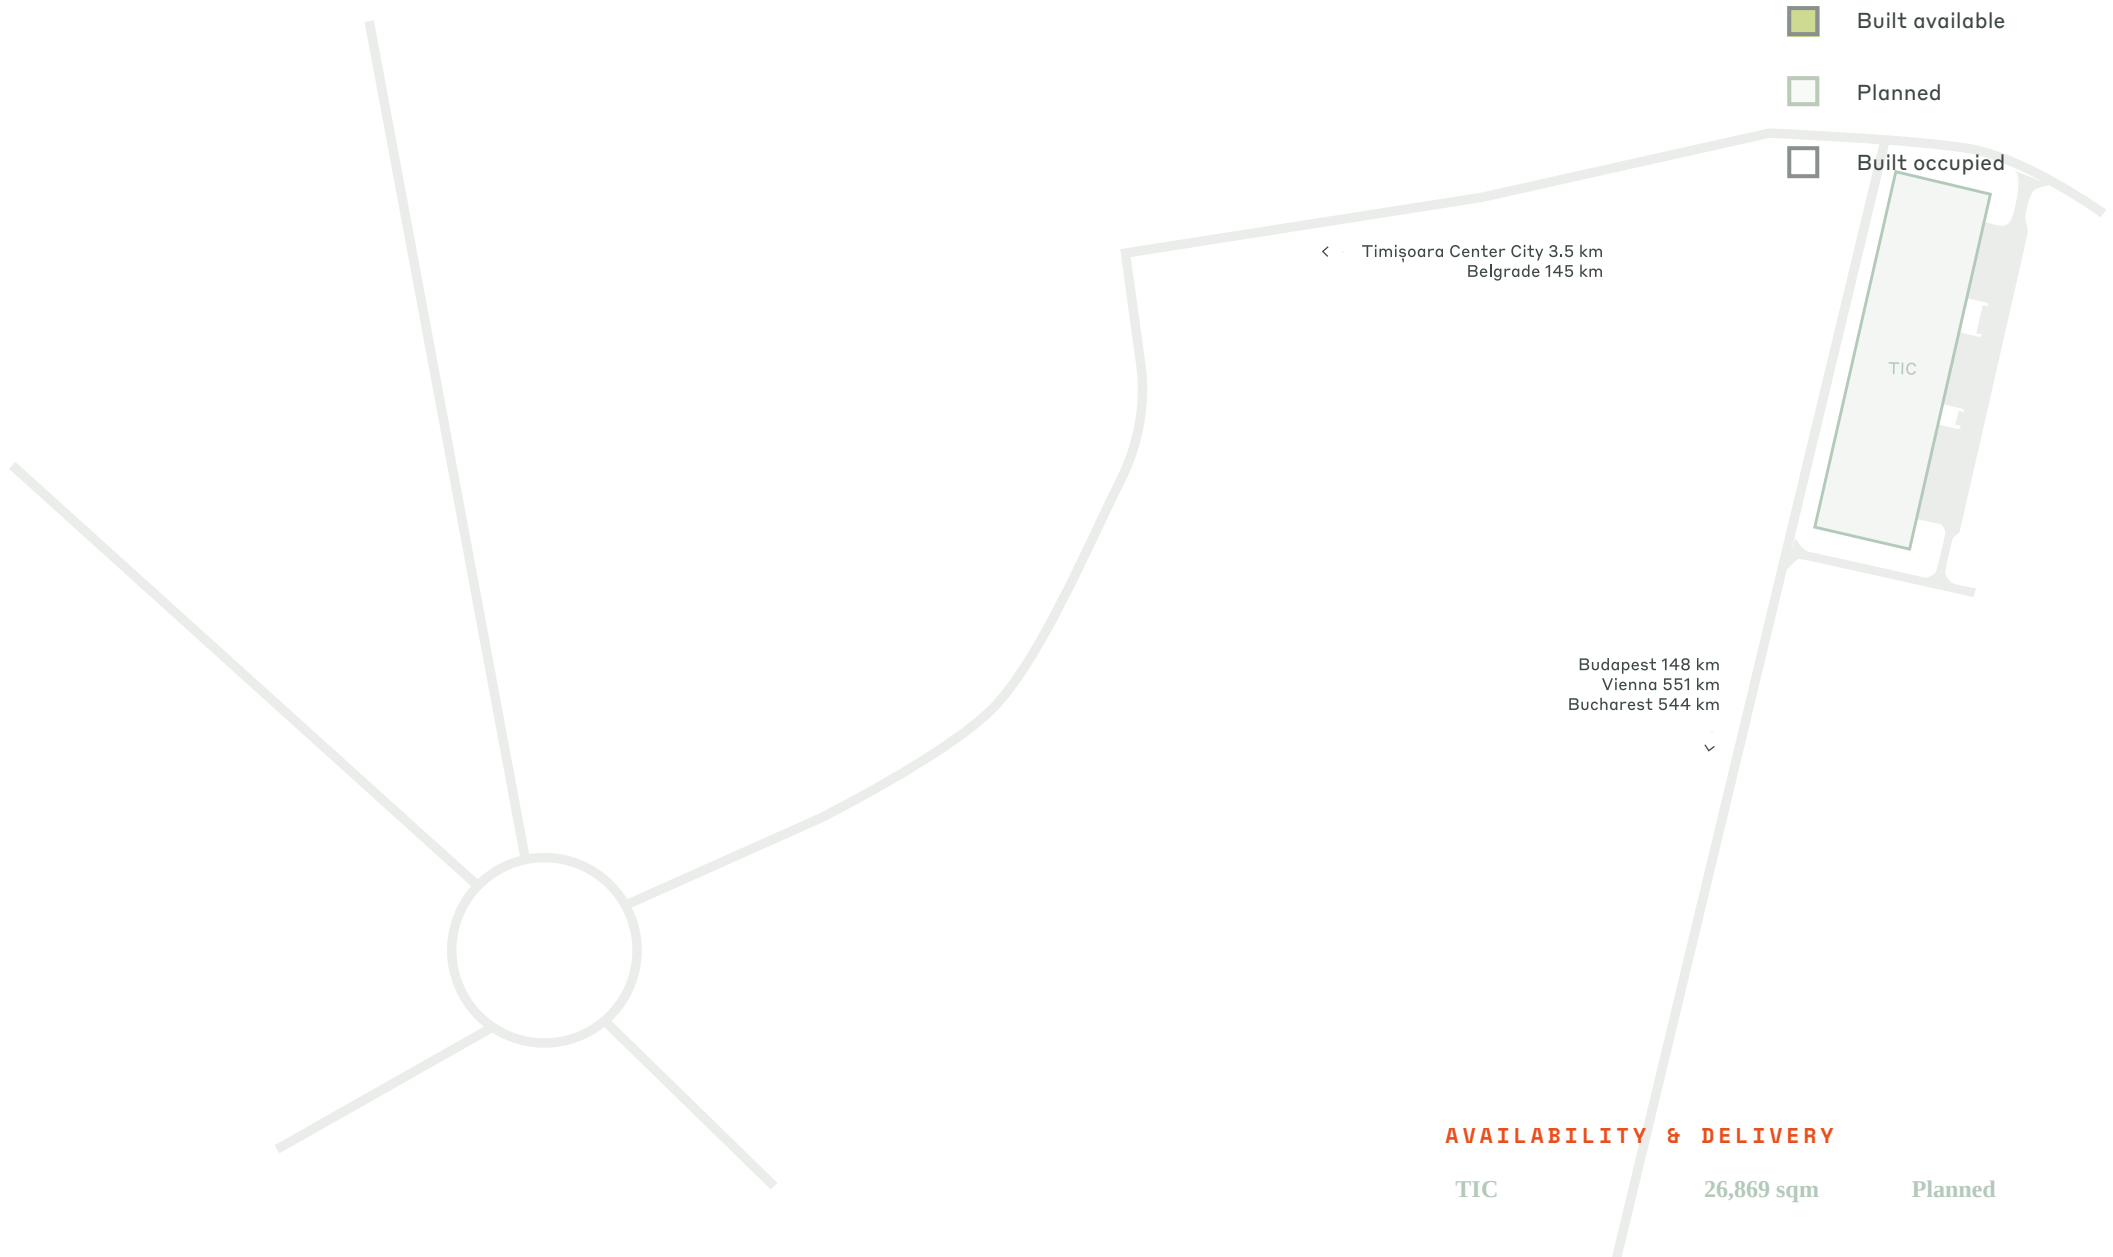 Built available
Planned
Built occupied
Timișoara Center City 3.5 km
Belgrade 145 km
TIC
Budapest 148 km
Vienna 551 km
Bucharest 544 km
AVAILABILITY & DELIVERY
TIC 26,869 sqm Planned